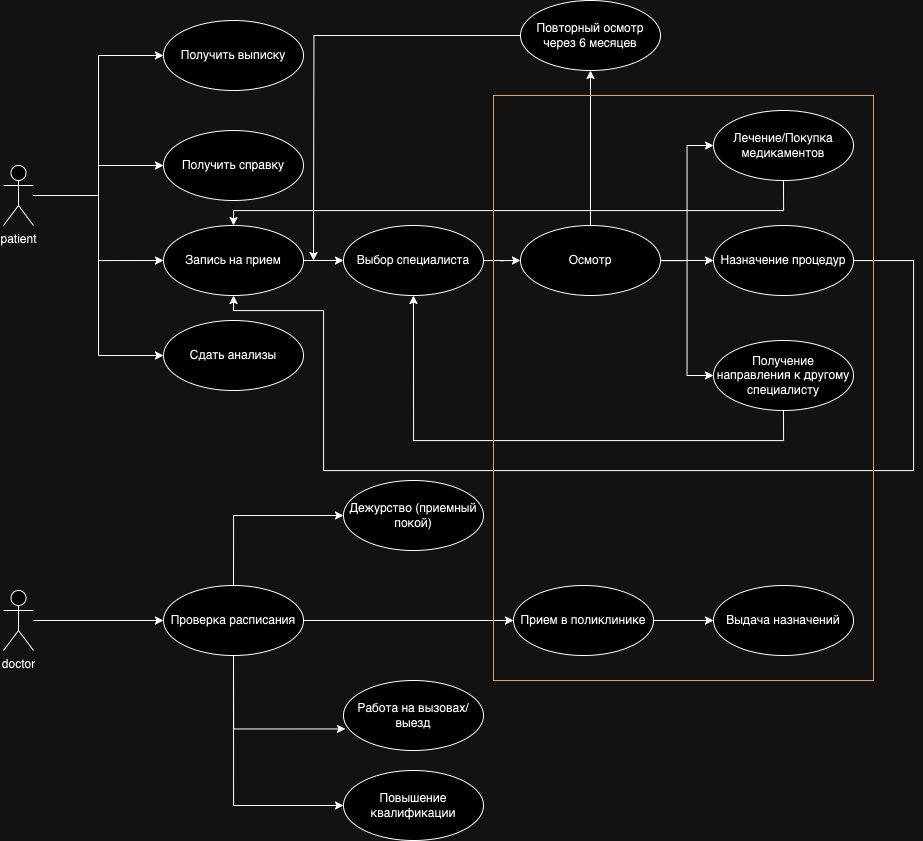 Повторный осмотр
через 6 месяцев
Получить выписку
Лечение/Покупка
медикаментов
Получить справку
patient
Запись на прием
Выбор специалиста
Осмотр
Назначение процедур
Сдать анализы
Получение
направления к другому
специалисту
Дежурство (приемный
покой)
doctor
Проверка расписания
Прием в поликлинике
Выдача назначений
Работа на вызовах/
выезд
Повышение
квалификации